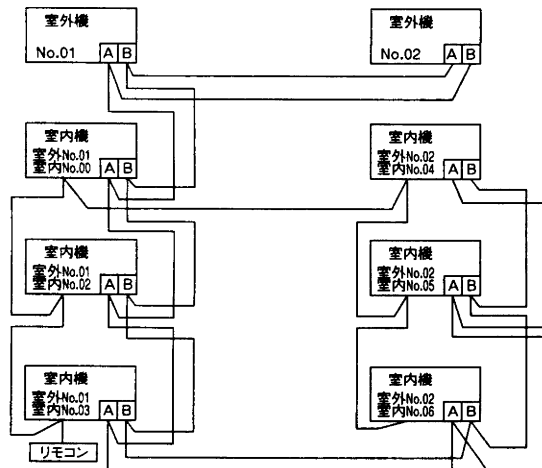 室外機
No.01 A B
室外機
No.02 A B
室内機
室外No.01
室内No.00 A B
室内機
室外No.02
室内No.04 A B
室内機
室外No.01
室内No.02 A B
室内機
室外No.02
室内No.05 A B
室内機
室外No.01
室内No.03 A B
室内機
室外No.02
室内No.06 A B
リモコン